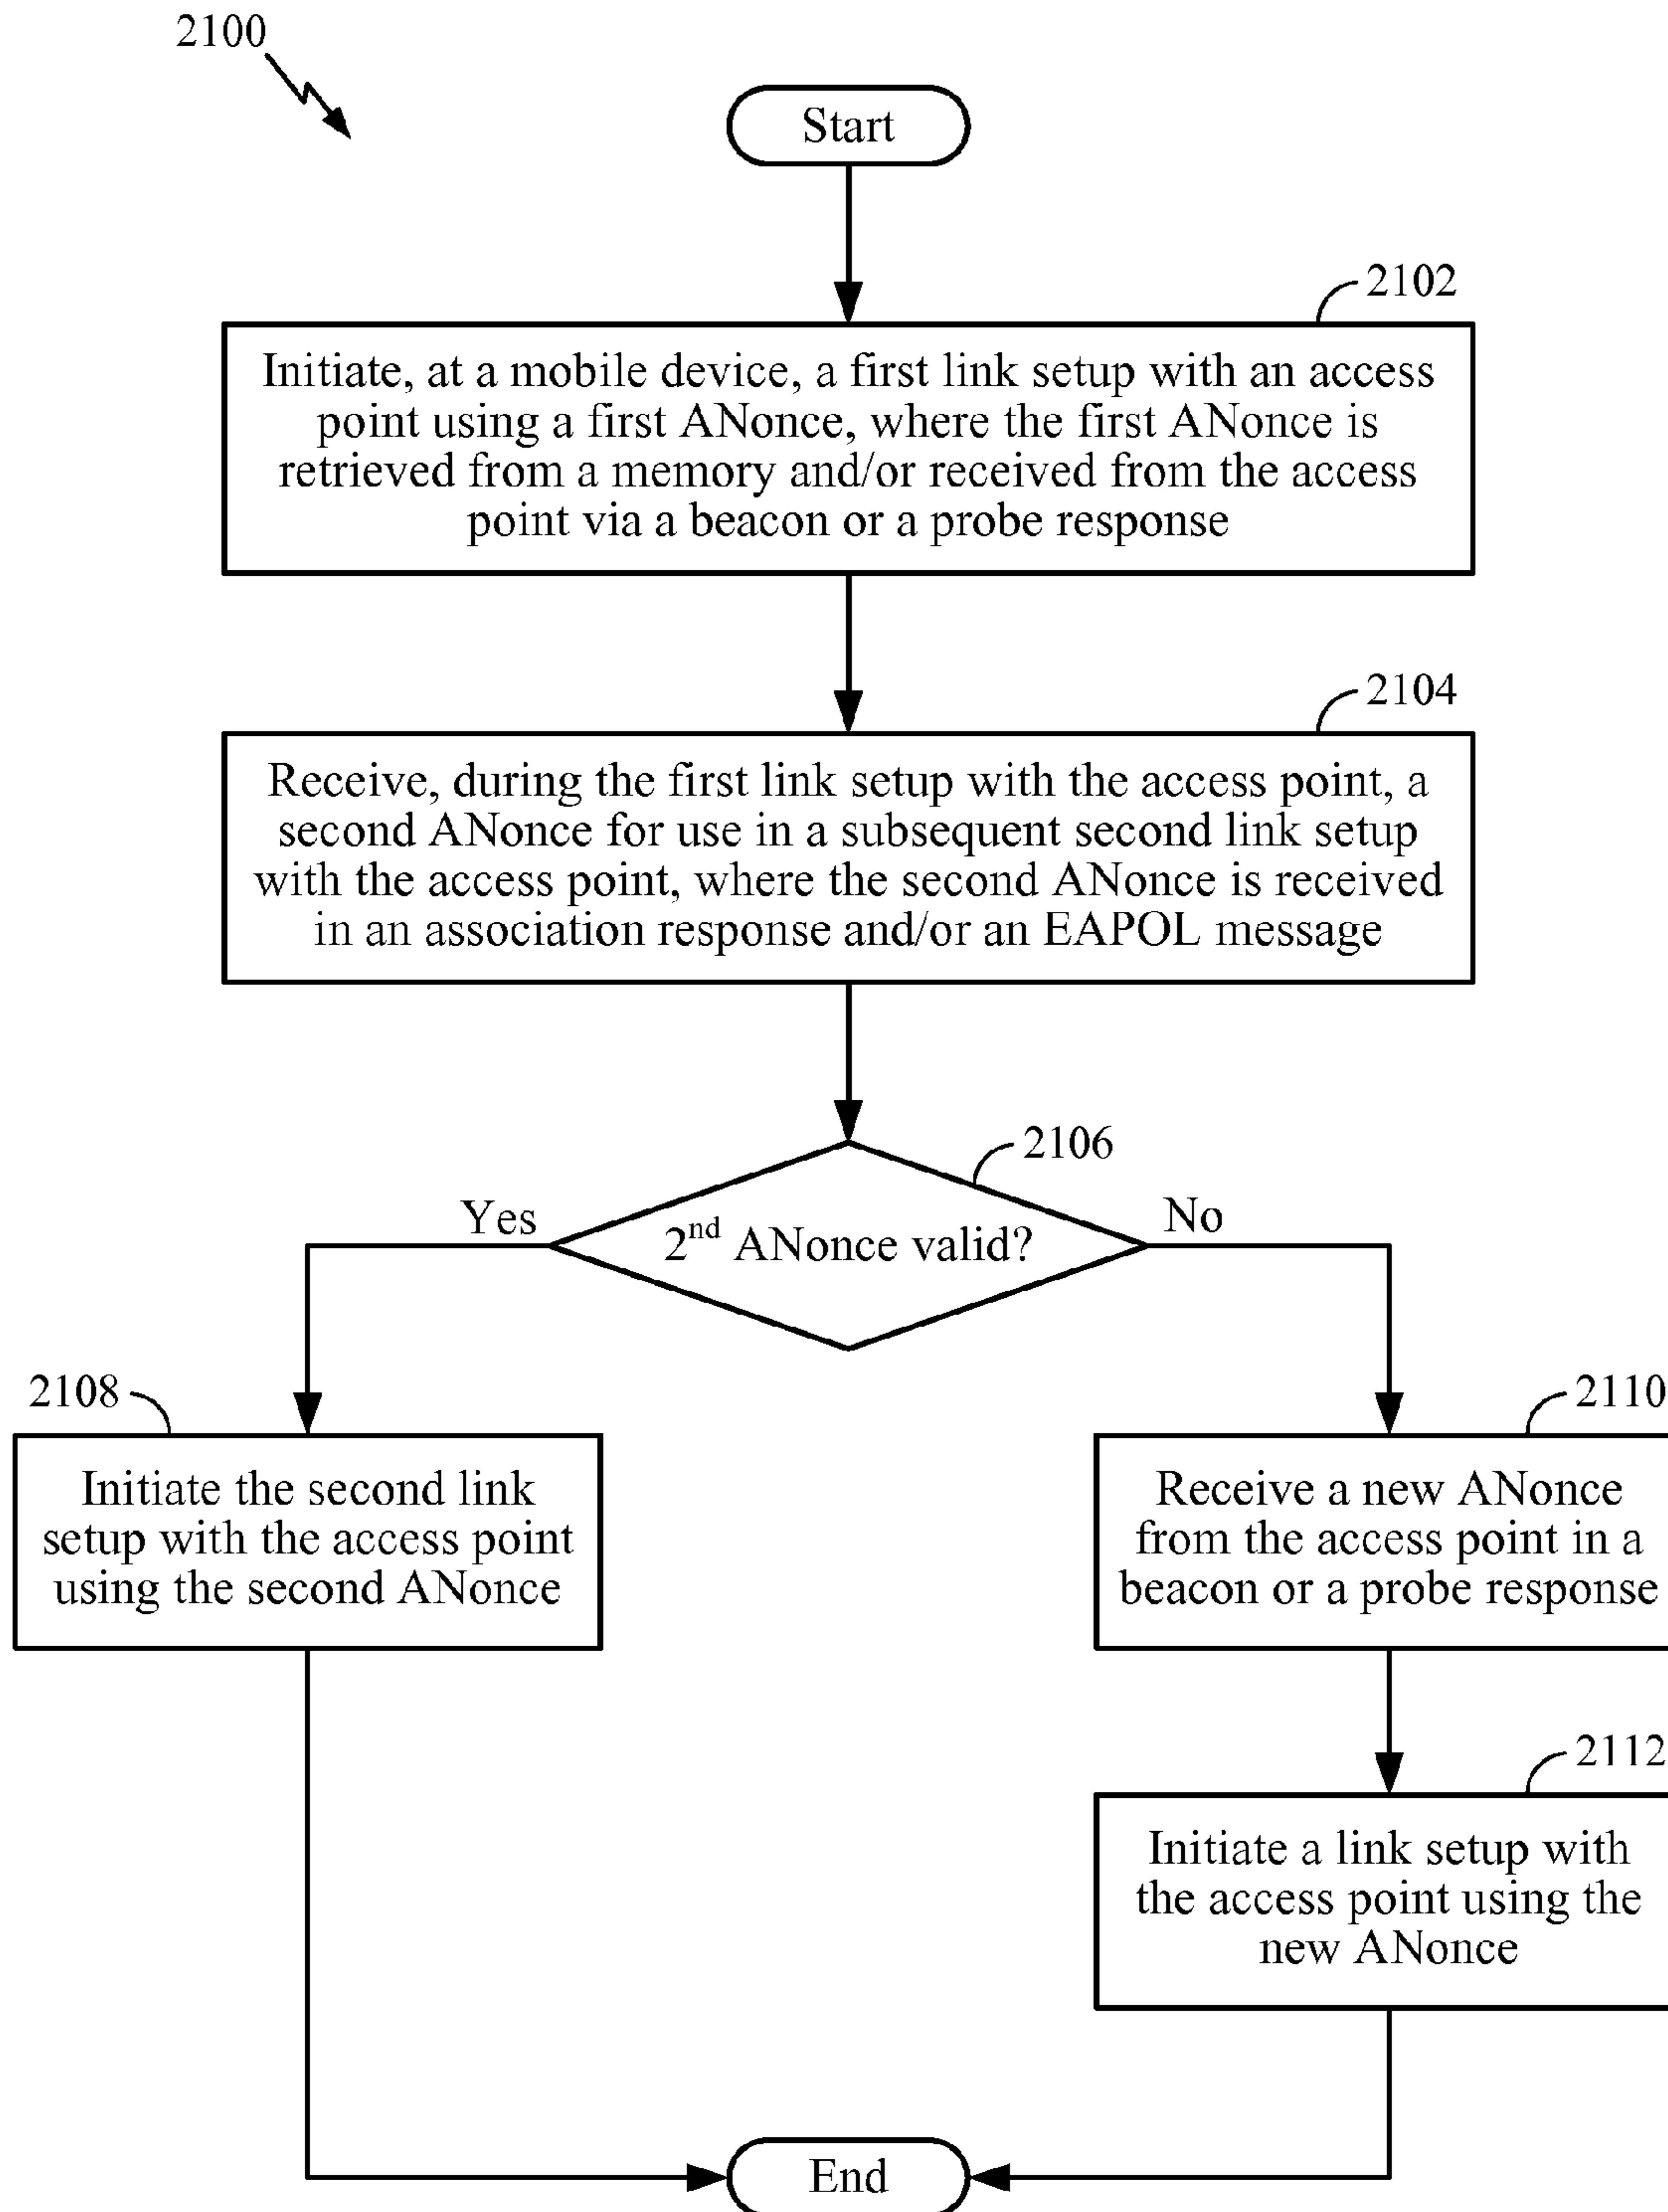 2100
Start
2102
Initiate, at a mobile device, a first link setup with an access
point using a first ANonce, where the first ANonce is
retrieved from a memory and/or received from the access
point via a beacon or a probe response
2104
Receive, during the first link setup with the access point, a
second ANonce for use in a subsequent second link setup
with the access point, where the second ANonce is received
in an association response and/or an EAPOL message
2106
Yes
2nd ANonce valid?
No
2108
Initiate the second link
setup with the access point
using the second ANonce
2110
Receive a new ANonce
from the access point in a
beacon or a probe response
2112
Initiate a link setup with
the access point using the
new ANonce
End